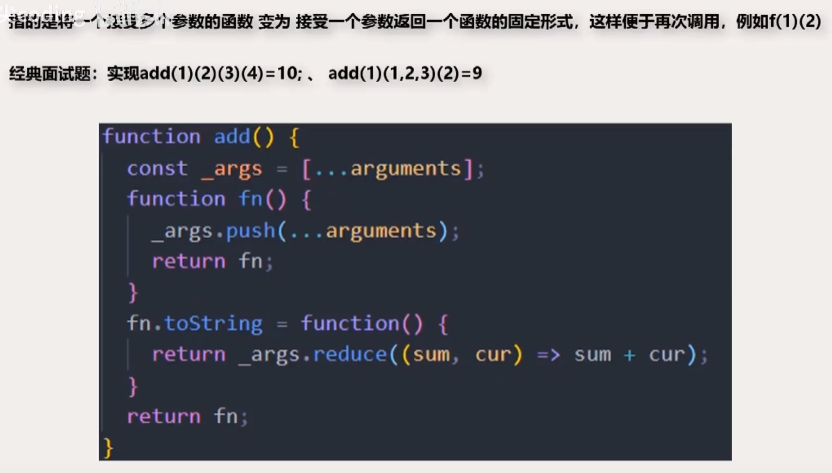 指的是将一个接受多个参数的函数 变为 接受一个参数返回一个函数的固定形式，这样便于再次调用，例如f(1)(2)
经典面试题：实现add(1)(2)(3)(4)=10; 、 add(1)(1,2,3)(2)=9
function add() {
const _args = [...arguments];
function fn() {
_args.push(...arguments);
return fn;
}
fn.toString = function() {
return _args.reduce((sum, cur) => sum + cur);
}
return fn;
}